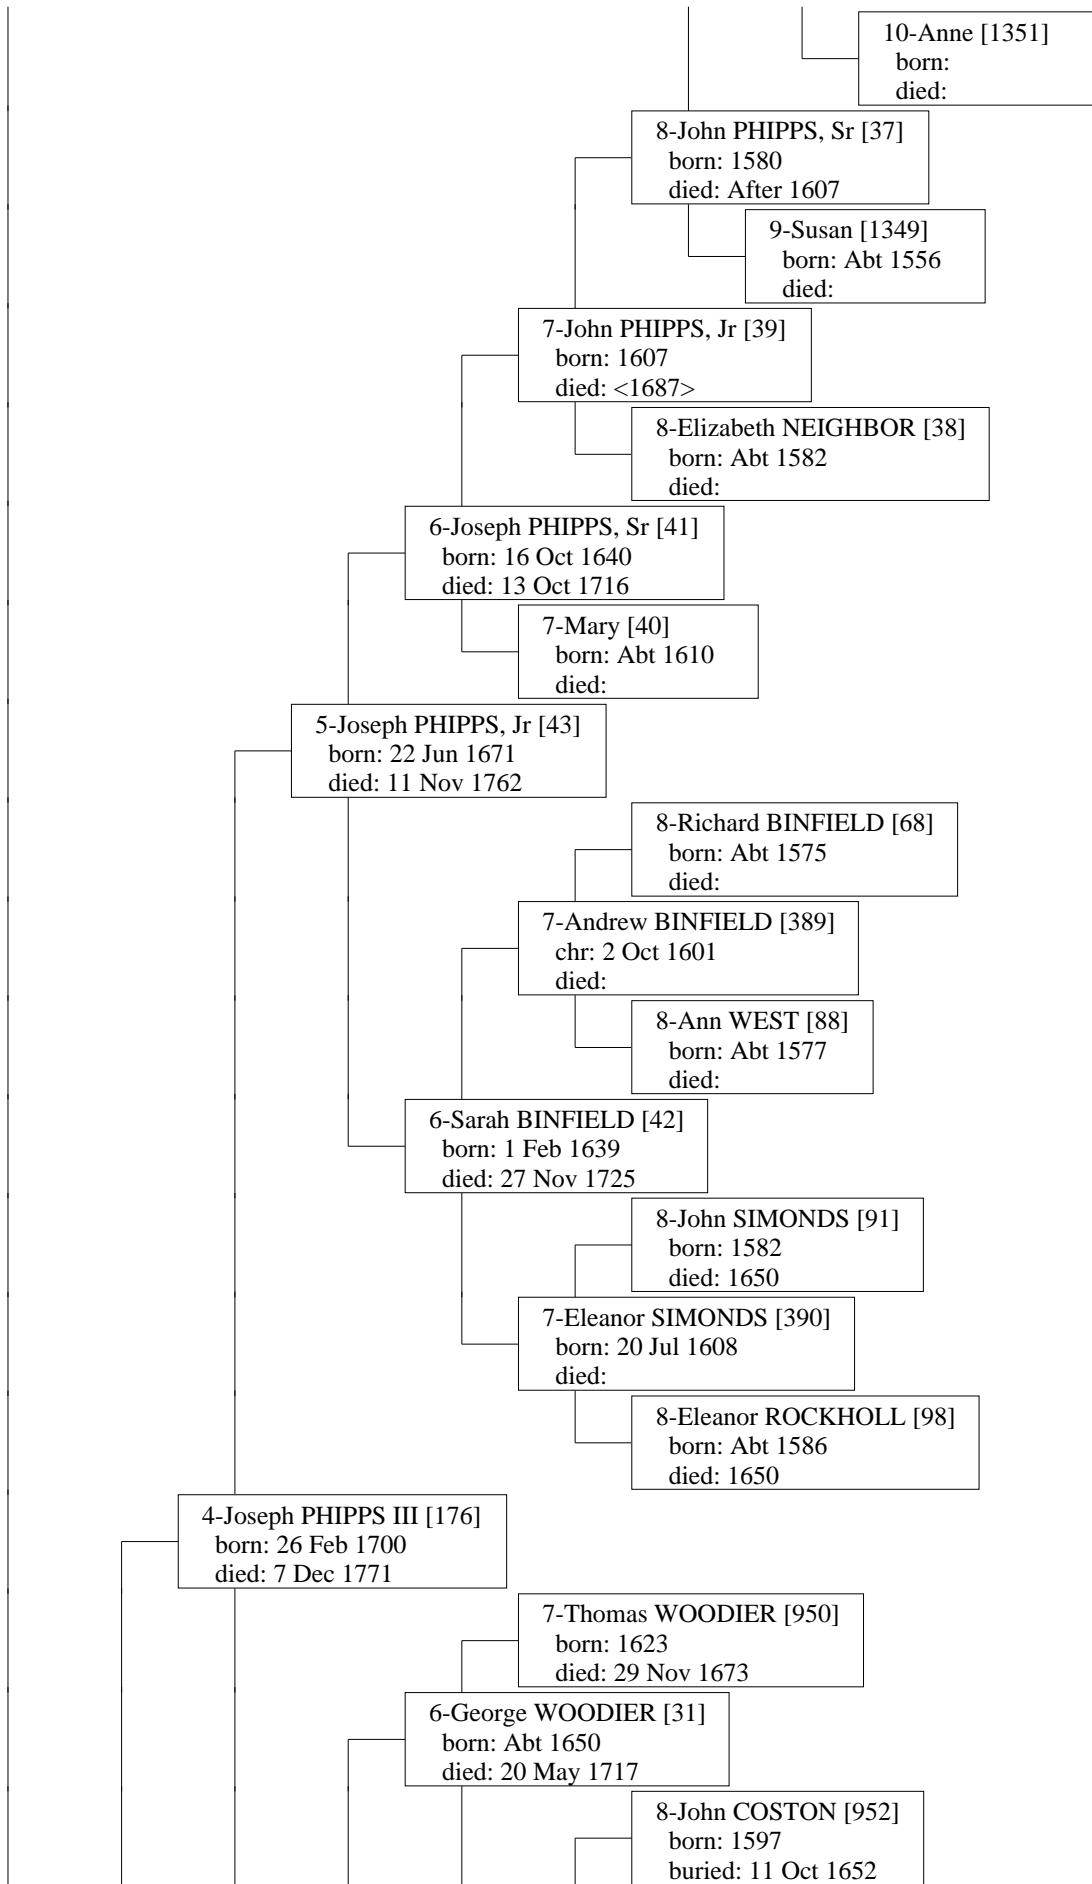 10-Anne [1351]
born:
died:
8-John PHIPPS, Sr [37]
born: 1580
died: After 1607
9-Susan [1349]
born: Abt 1556
died:
7-John PHIPPS, Jr [39]
born: 1607
died: <1687>
8-Elizabeth NEIGHBOR [38]
born: Abt 1582
died:
6-Joseph PHIPPS, Sr [41]
born: 16 Oct 1640
died: 13 Oct 1716
7-Mary [40]
born: Abt 1610
died:
5-Joseph PHIPPS, Jr [43]
born: 22 Jun 1671
died: 11 Nov 1762
8-Richard BINFIELD [68]
born: Abt 1575
died:
7-Andrew BINFIELD [389]
chr: 2 Oct 1601
died:
8-Ann WEST [88]
born: Abt 1577
died:
6-Sarah BINFIELD [42]
born: 1 Feb 1639
died: 27 Nov 1725
8-John SIMONDS [91]
born: 1582
died: 1650
7-Eleanor SIMONDS [390]
born: 20 Jul 1608
died:
8-Eleanor ROCKHOLL [98]
born: Abt 1586
died: 1650
4-Joseph PHIPPS III [176]
born: 26 Feb 1700
died: 7 Dec 1771
7-Thomas WOODIER [950]
born: 1623
died: 29 Nov 1673
6-George WOODIER [31]
born: Abt 1650
died: 20 May 1717
8-John COSTON [952]
born: 1597
buried: 11 Oct 1652